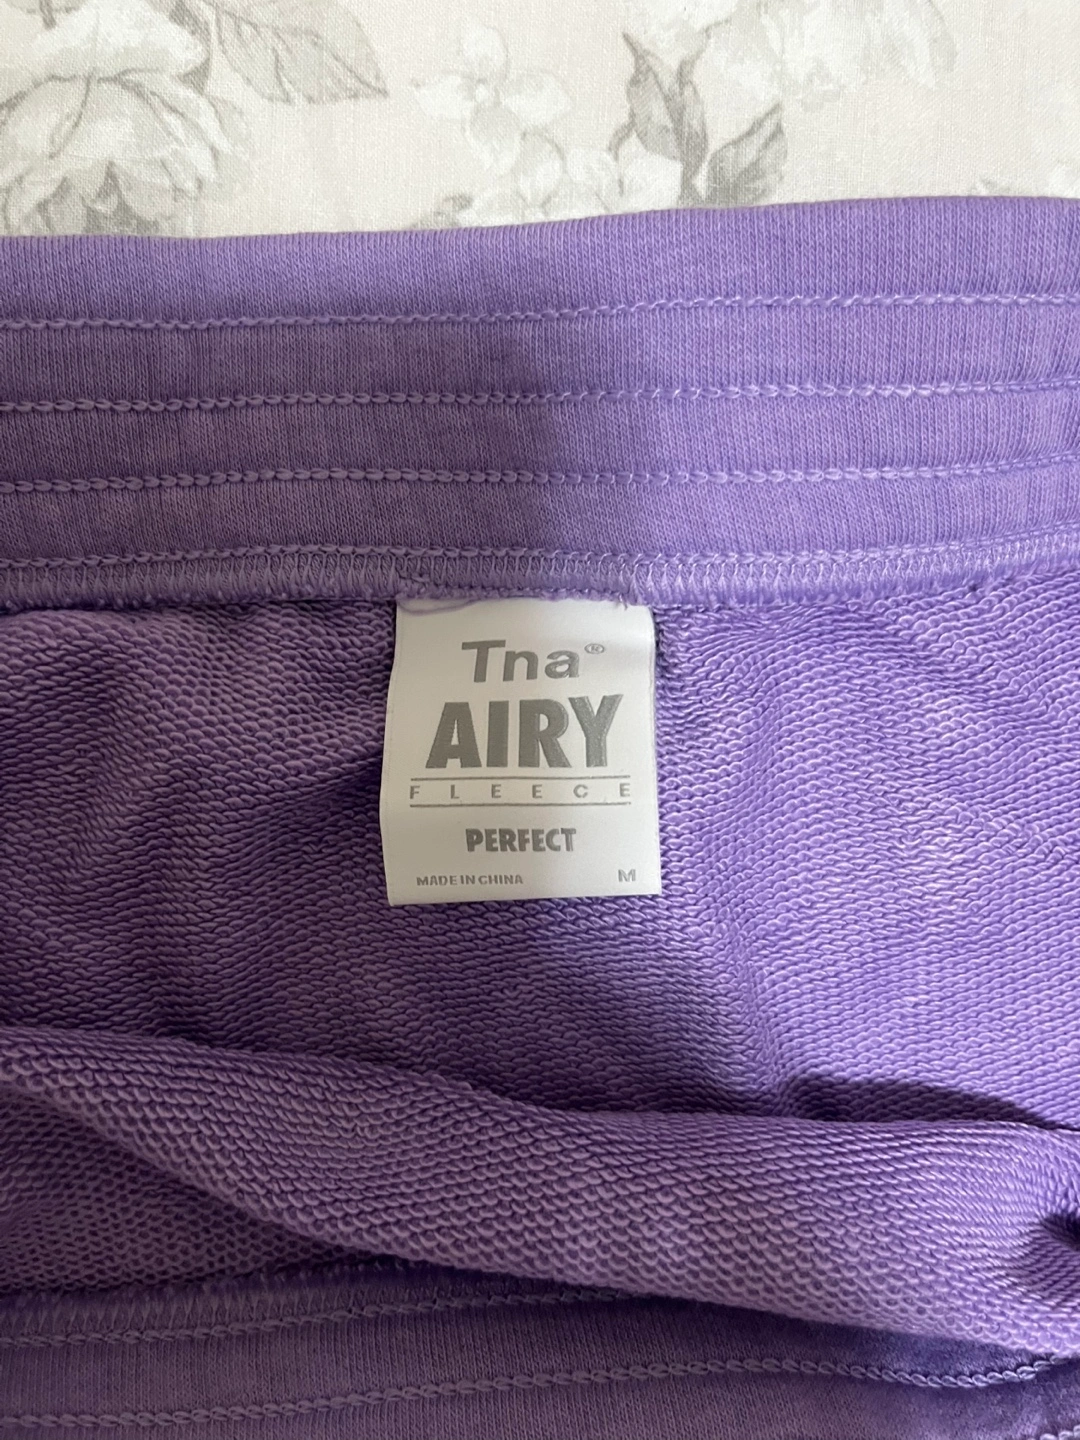 Tna®
AIRY
FLEECE
PERFECT
MADE IN CHINA M